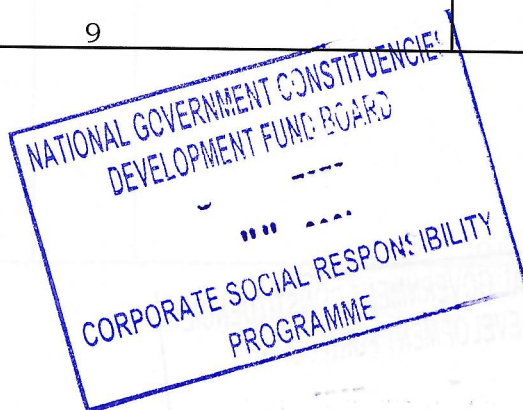 9
NATIONAL GOVERNMENT CONSTITUENCIES
DEVELOPMENT FUND BOARD
CORPORATE SOCIAL RESPONSIBILITY
PROGRAMME